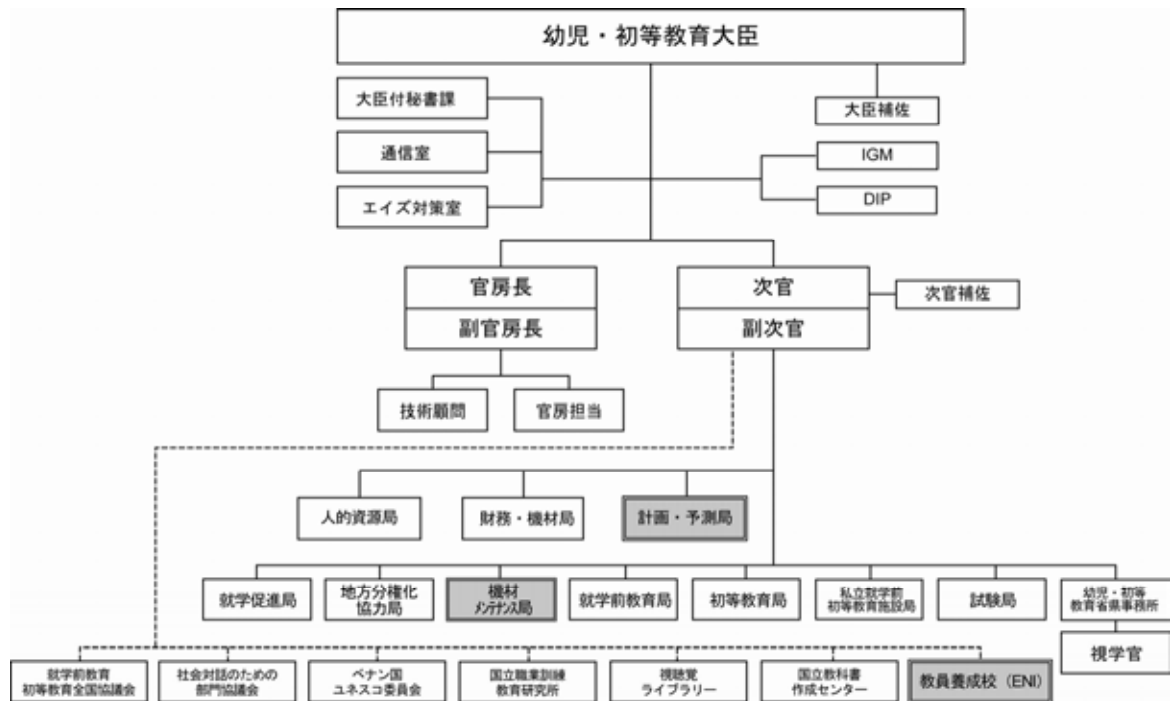 幼児・初等教育大臣
大臣付秘書課
大臣補佐
通信室
IGM
エイズ対策室
DIP
官房長
次官
次官補佐
副官房長
副次官
技術顧問
官房担当
人的資源局
財務・機材局
計画・予測局
就学促進局
地方分権化
協力局
機材
メンテナンス局
就学前教育局
初等教育局
私立就学前
初等教育施設局
試験局
幼児・初等
教育省県事務所
視学官
就学前教育
初等教育全国協議会
社会対話のための
部門協議会
ベナン国
ユネスコ委員会
国立職業訓練
教育研究所
視聴覚
ライブラリー
国立教科書
作成センター
教員養成校（ENI）